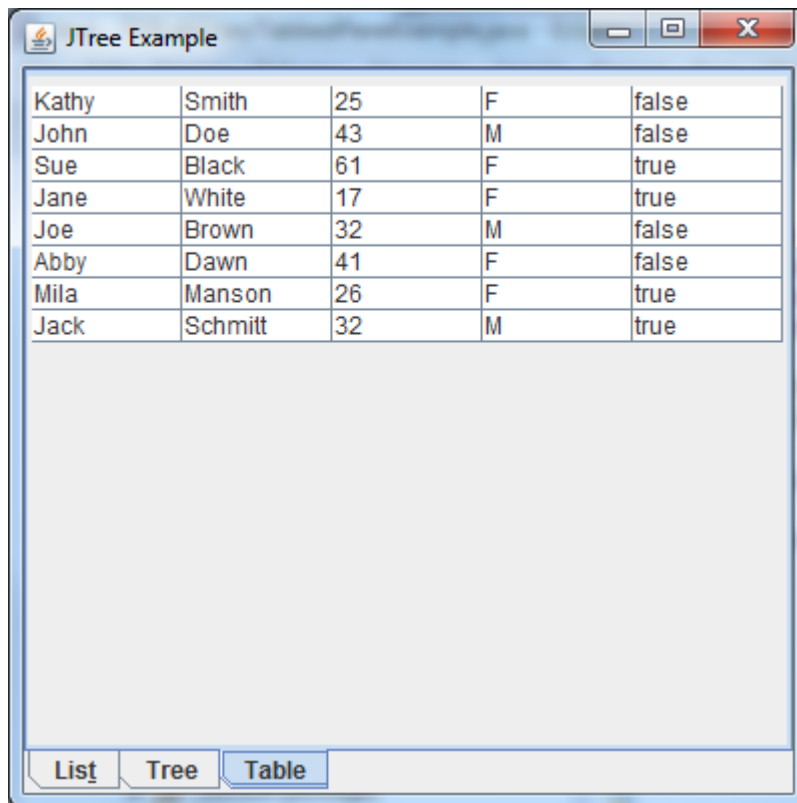 JTree Example
Kathy Smith 25 F false
John Doe 43 M false
Sue Black 61 F true
Jane White 17 F true
Joe Brown 32 M false
Abby Dawn 41 F false
Mila Manson 26 F true
Jack Schmitt 32 M true
List Tree Table